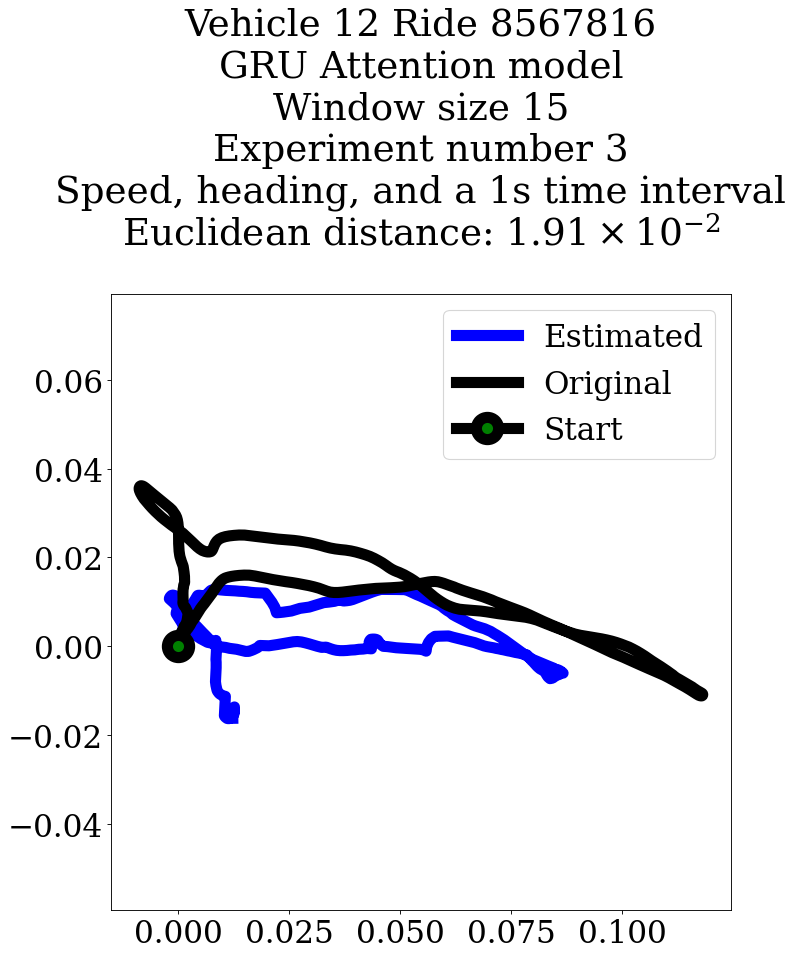 Vehicle 12 Ride 8567816
GRU Attention model
Window size 15
Experiment number 3
Speed, heading, and a 1s time interval
Euclidean distance: 1.91 × 10⁻²
Estimated
Original
Start
0.06
0.04
0.02
0.00
−0.02
−0.04
0.000 0.025 0.050 0.075 0.100